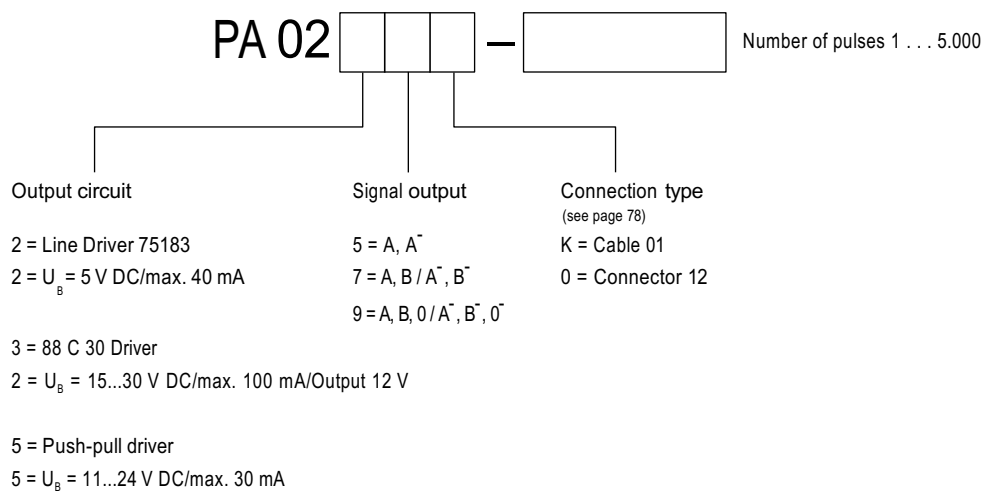 PA 02 – Number of pulses 1 . . . 5.000
Output circuit
2 = Line Driver 75183
2 = U_B = 5 V DC/max. 40 mA
3 = 88 C 30 Driver
2 = U_B = 15...30 V DC/max. 100 mA/Output 12 V
5 = Push-pull driver
5 = U_B = 11...24 V DC/max. 30 mA
Signal output
5 = A, A¯
7 = A, B / A¯, B¯
9 = A, B, 0 / A¯, B¯, 0¯
Connection type
(see page 78)
K = Cable 01
0 = Connector 12